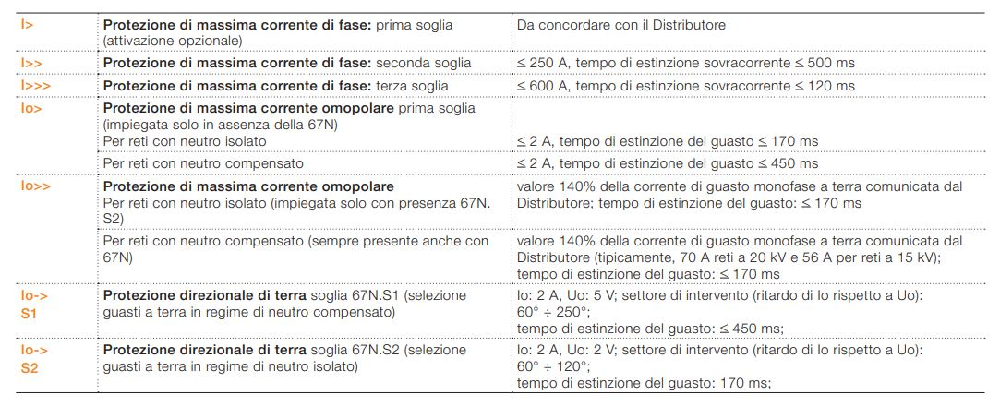 I>
Protezione di massima corrente di fase: prima soglia
(attivazione opzionale)
Da concordare con il Distributore
I>>
Protezione di massima corrente di fase: seconda soglia
≤ 250 A, tempo di estinzione sovracorrente ≤ 500 ms
I>>>
Protezione di massima corrente di fase: terza soglia
≤ 600 A, tempo di estinzione sovracorrente ≤ 120 ms
Io>
Protezione di massima corrente omopolare prima soglia
(impiegata solo in assenza della 67N)
Per reti con neutro isolato
≤ 2 A, tempo di estinzione del guasto ≤ 170 ms
Per reti con neutro compensato
≤ 2 A, tempo di estinzione del guasto ≤ 450 ms
Io>>
Protezione di massima corrente omopolare
Per reti con neutro isolato (impiegata solo con presenza 67N.
S2)
valore 140% della corrente di guasto monofase a terra comunicata dal
Distributore; tempo di estinzione del guasto: ≤ 170 ms
Per reti con neutro compensato (sempre presente anche con
67N)
valore 140% della corrente di guasto monofase a terra comunicata dal
Distributore (tipicamente, 70 A reti a 20 kV e 56 A per reti a 15 kV);
tempo di estinzione del guasto: ≤ 170 ms
Io->
S1
Protezione direzionale di terra soglia 67N.S1 (selezione
guasti a terra in regime di neutro compensato)
Io: 2 A, Uo: 5 V; settore di intervento (ritardo di Io rispetto a Uo):
60° ÷ 250°;
tempo di estinzione del guasto: ≤ 450 ms;
Io->
S2
Protezione direzionale di terra soglia 67N.S2 (selezione
guasti a terra in regime di neutro isolato)
Io: 2 A, Uo: 2 V; settore di intervento (ritardo di Io rispetto a Uo):
60° ÷ 120°;
tempo di estinzione del guasto: 170 ms;